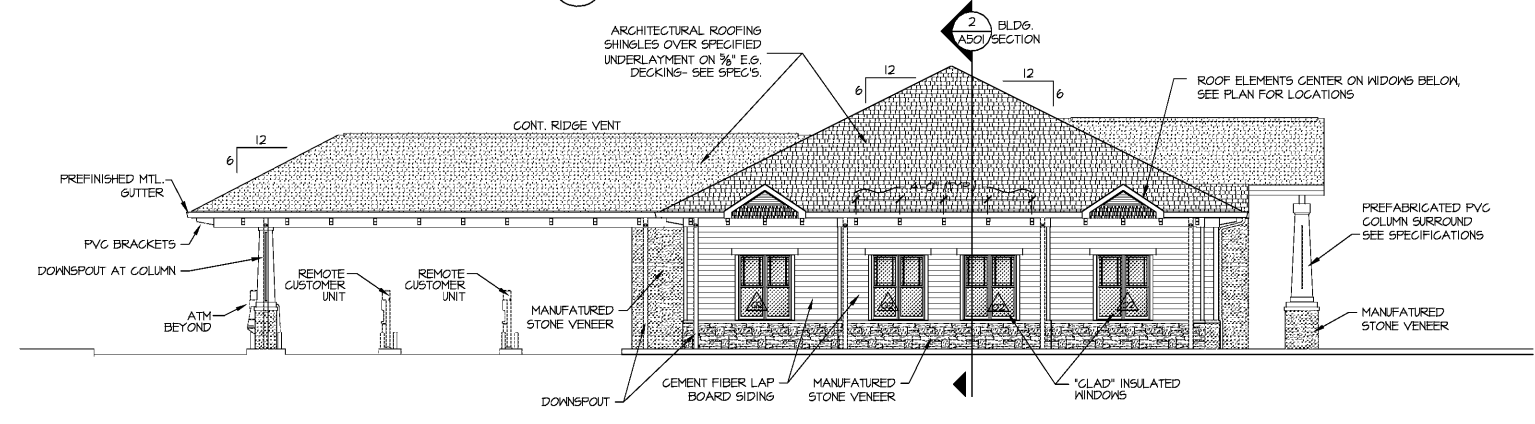 ARCHITECTURAL ROOFING
SHINGLES OVER SPECIFIED
UNDERLAYMENT ON ⅝" E.G.
DECKING- SEE SPEC'S.
2
A501
BLDG.
SECTION
12
6
12
6
ROOF ELEMENTS CENTER ON WIDOWS BELOW,
SEE PLAN FOR LOCATIONS
CONT. RIDGE VENT
12
6
PREFINISHED MTL.
GUTTER
4'-0" (TYP.)
PREFABRICATED PVC
COLUMN SURROUND
SEE SPECIFICATIONS
PVC BRACKETS
DOWNSPOUT AT COLUMN
REMOTE
CUSTOMER
UNIT
REMOTE
CUSTOMER
UNIT
ATM
BEYOND
MANUFATURED
STONE VENEER
MANUFATURED
STONE VENEER
CEMENT FIBER LAP
BOARD SIDING
MANUFATURED
STONE VENEER
"CLAD" INSULATED
WINDOWS
DOWNSPOUT